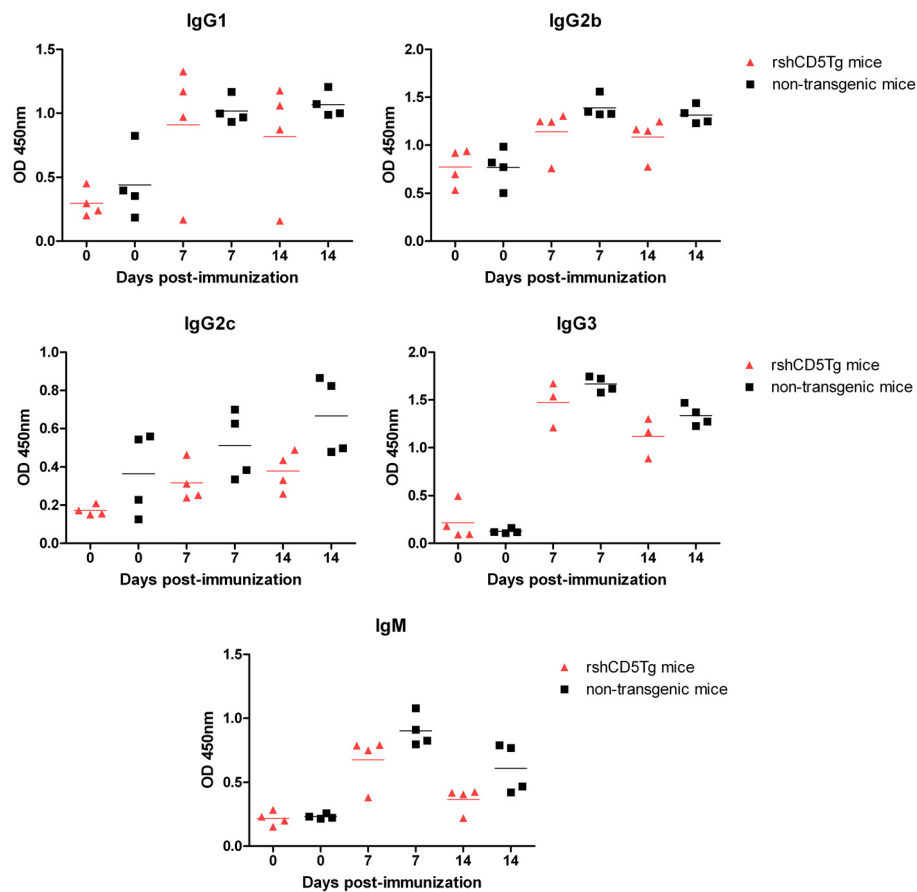 IgG1
1.5
1.0
0.5
0.0
OD 450nm
0 0 7 7 14 14
Days post-immunization
IgG2b
2.0
1.5
1.0
0.5
0.0
OD 450nm
0 0 7 7 14 14
Days post-immunization
rshCD5Tg mice
non-transgenic mice
IgG2c
1.0
0.8
0.6
0.4
0.2
0.0
OD 450nm
0 0 7 7 14 14
Days post-immunization
IgG3
2.0
1.5
1.0
0.5
0.0
OD 450nm
0 0 7 7 14 14
Days post-immunization
rshCD5Tg mice
non-transgenic mice
IgM
1.5
1.0
0.5
0.0
OD 450nm
0 0 7 7 14 14
Days post-immunization
rshCD5Tg mice
non-transgenic mice